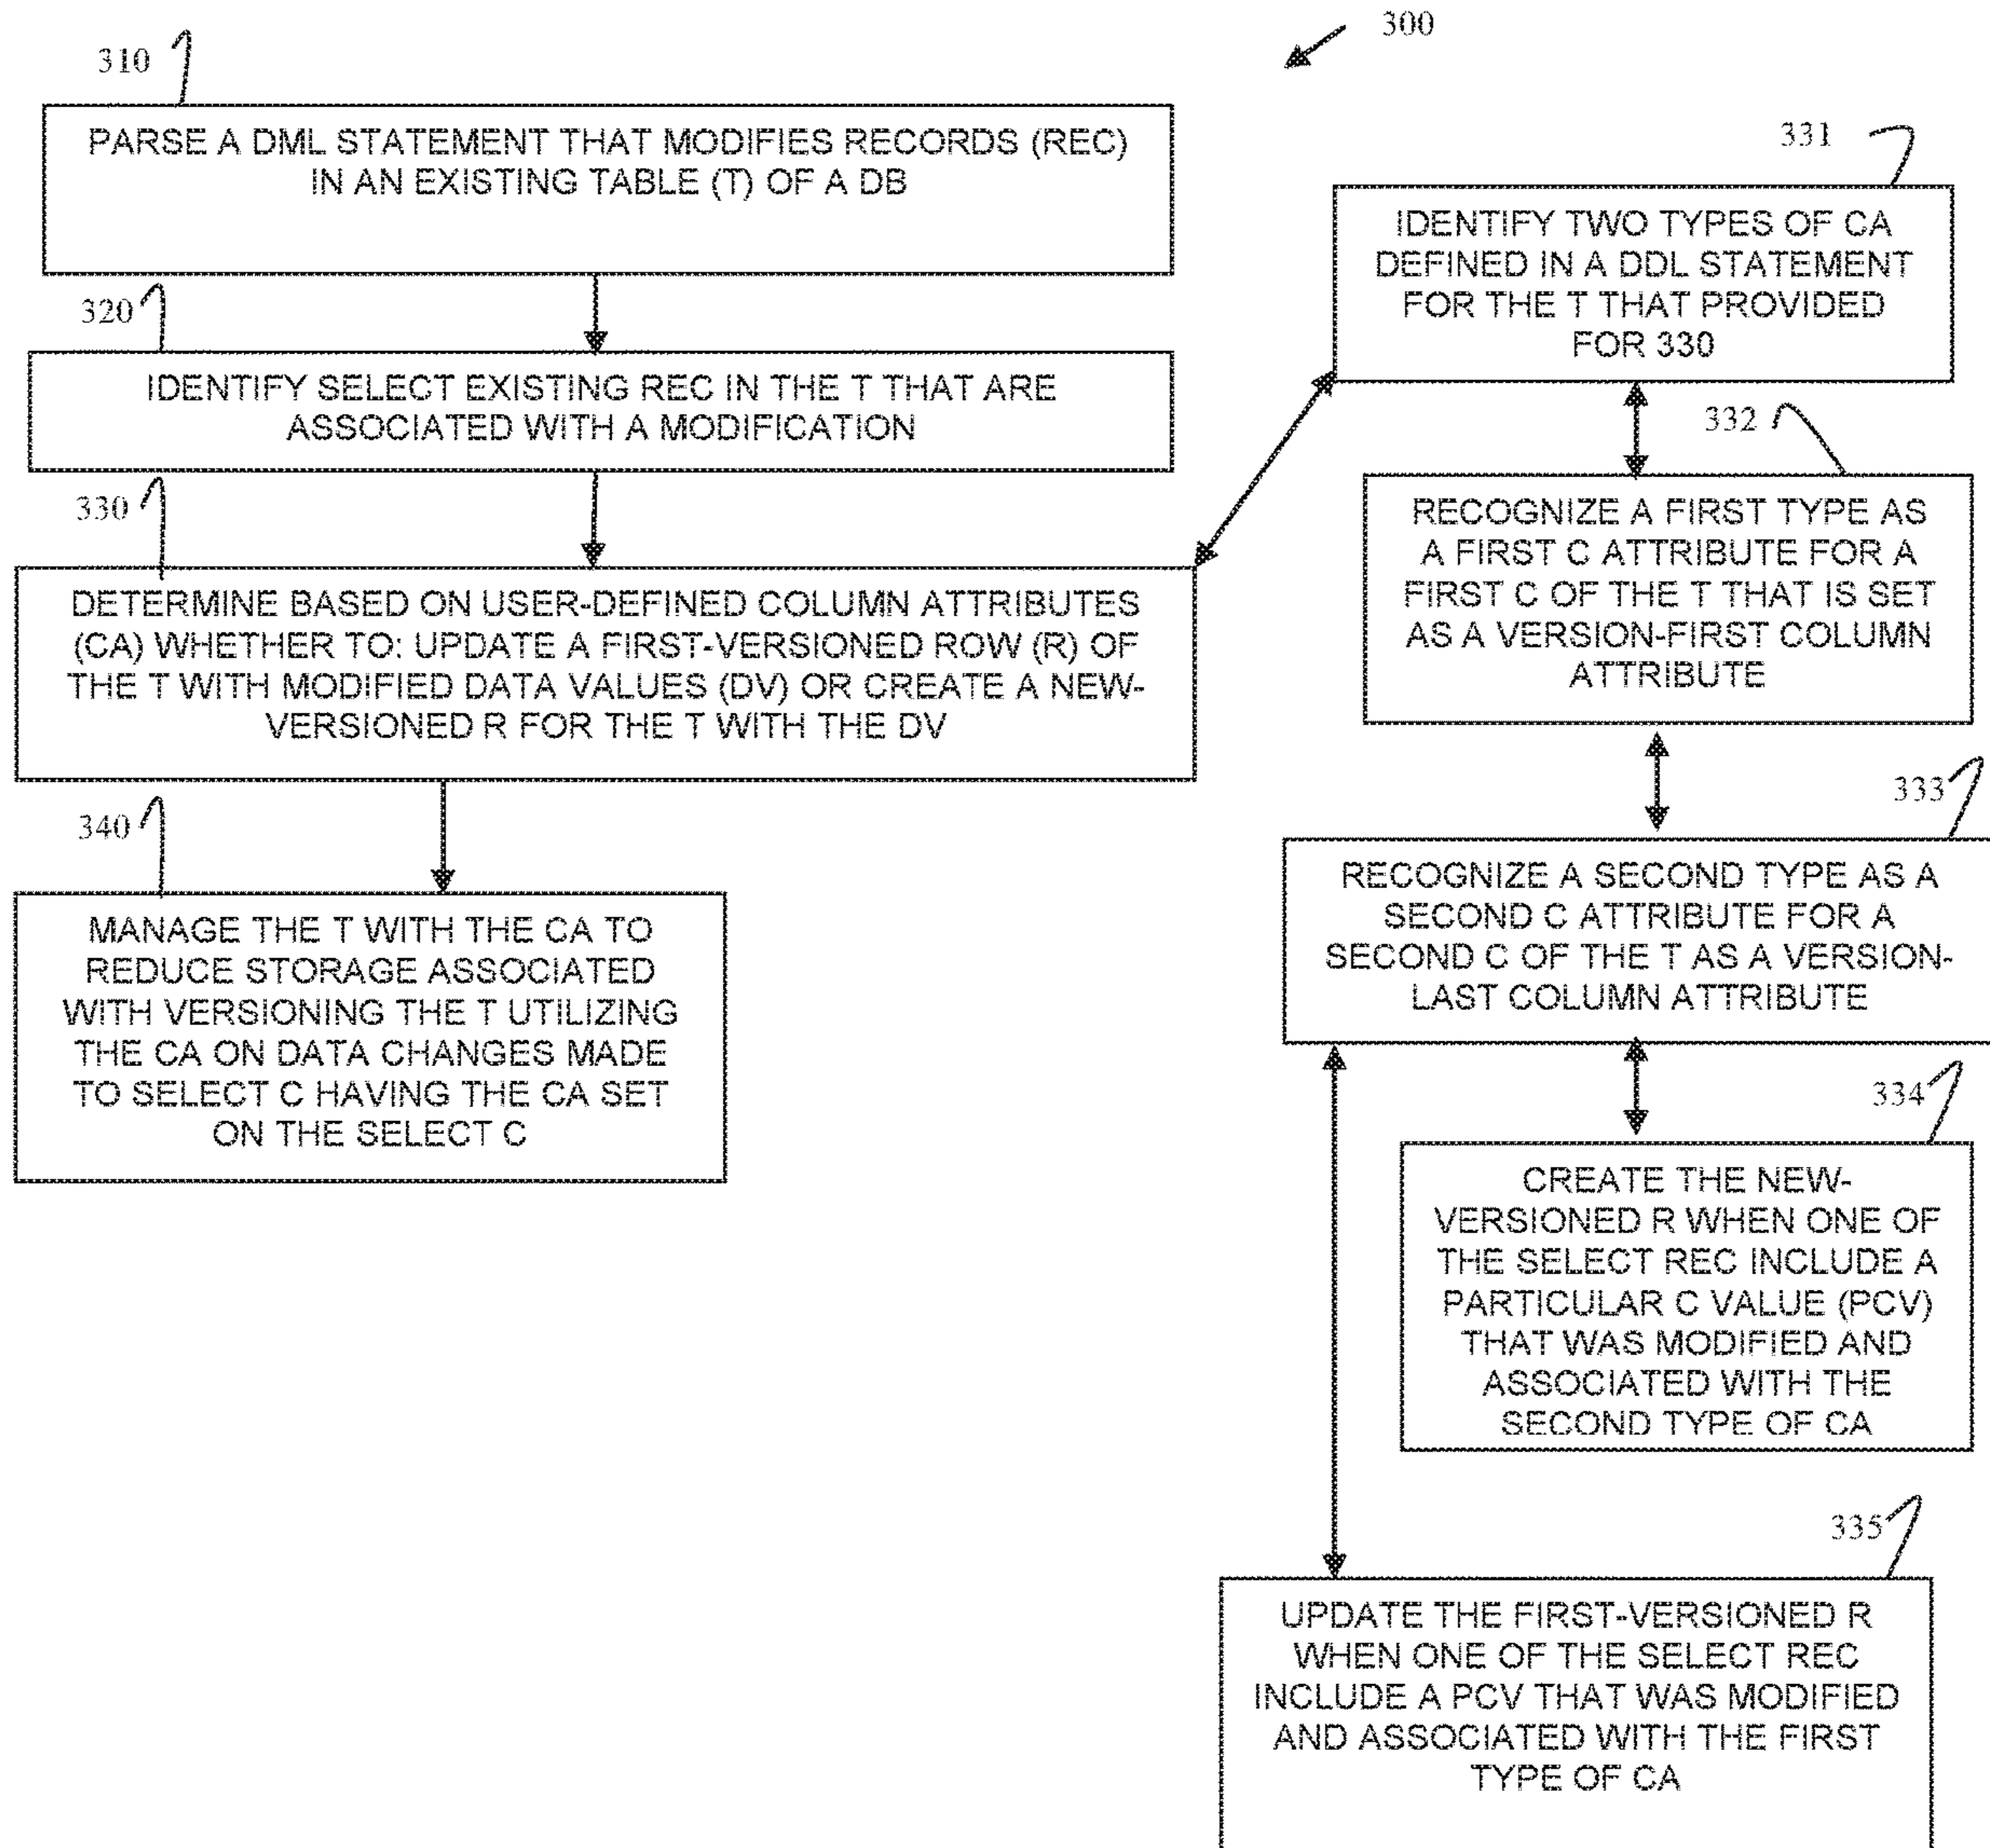 300
310
PARSE A DML STATEMENT THAT MODIFIES RECORDS (REC)
IN AN EXISTING TABLE (T) OF A DB
320
IDENTIFY SELECT EXISTING REC IN THE T THAT ARE
ASSOCIATED WITH A MODIFICATION
330
DETERMINE BASED ON USER-DEFINED COLUMN ATTRIBUTES
(CA) WHETHER TO: UPDATE A FIRST-VERSIONED ROW (R) OF
THE T WITH MODIFIED DATA VALUES (DV) OR CREATE A NEW-
VERSIONED R FOR THE T WITH THE DV
340
MANAGE THE T WITH THE CA TO
REDUCE STORAGE ASSOCIATED
WITH VERSIONING THE T UTILIZING
THE CA ON DATA CHANGES MADE
TO SELECT C HAVING THE CA SET
ON THE SELECT C
331
IDENTIFY TWO TYPES OF CA
DEFINED IN A DDL STATEMENT
FOR THE T THAT PROVIDED
FOR 330
332
RECOGNIZE A FIRST TYPE AS
A FIRST C ATTRIBUTE FOR A
FIRST C OF THE T THAT IS SET
AS A VERSION-FIRST COLUMN
ATTRIBUTE
333
RECOGNIZE A SECOND TYPE AS A
SECOND C ATTRIBUTE FOR A
SECOND C OF THE T AS A VERSION-
LAST COLUMN ATTRIBUTE
334
CREATE THE NEW-
VERSIONED R WHEN ONE OF
THE SELECT REC INCLUDE A
PARTICULAR C VALUE (PCV)
THAT WAS MODIFIED AND
ASSOCIATED WITH THE
SECOND TYPE OF CA
335
UPDATE THE FIRST-VERSIONED R
WHEN ONE OF THE SELECT REC
INCLUDE A PCV THAT WAS MODIFIED
AND ASSOCIATED WITH THE FIRST
TYPE OF CA